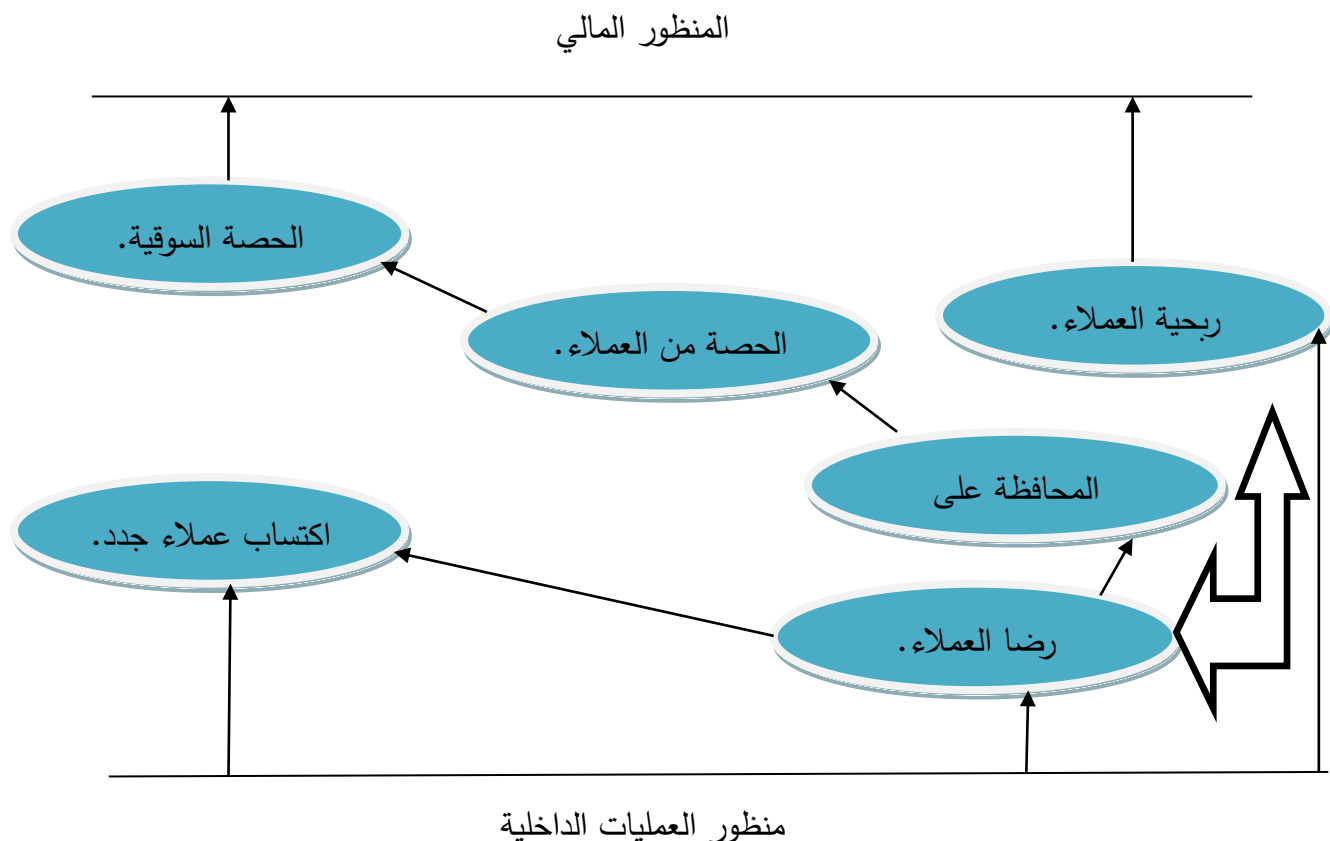 المنظور المالي
الحصة السوقية.
ربحية العملاء.
الحصة من العملاء.
المحافظة على
اكتساب عملاء جدد.
رضا العملاء.
منظور العمليات الداخلية